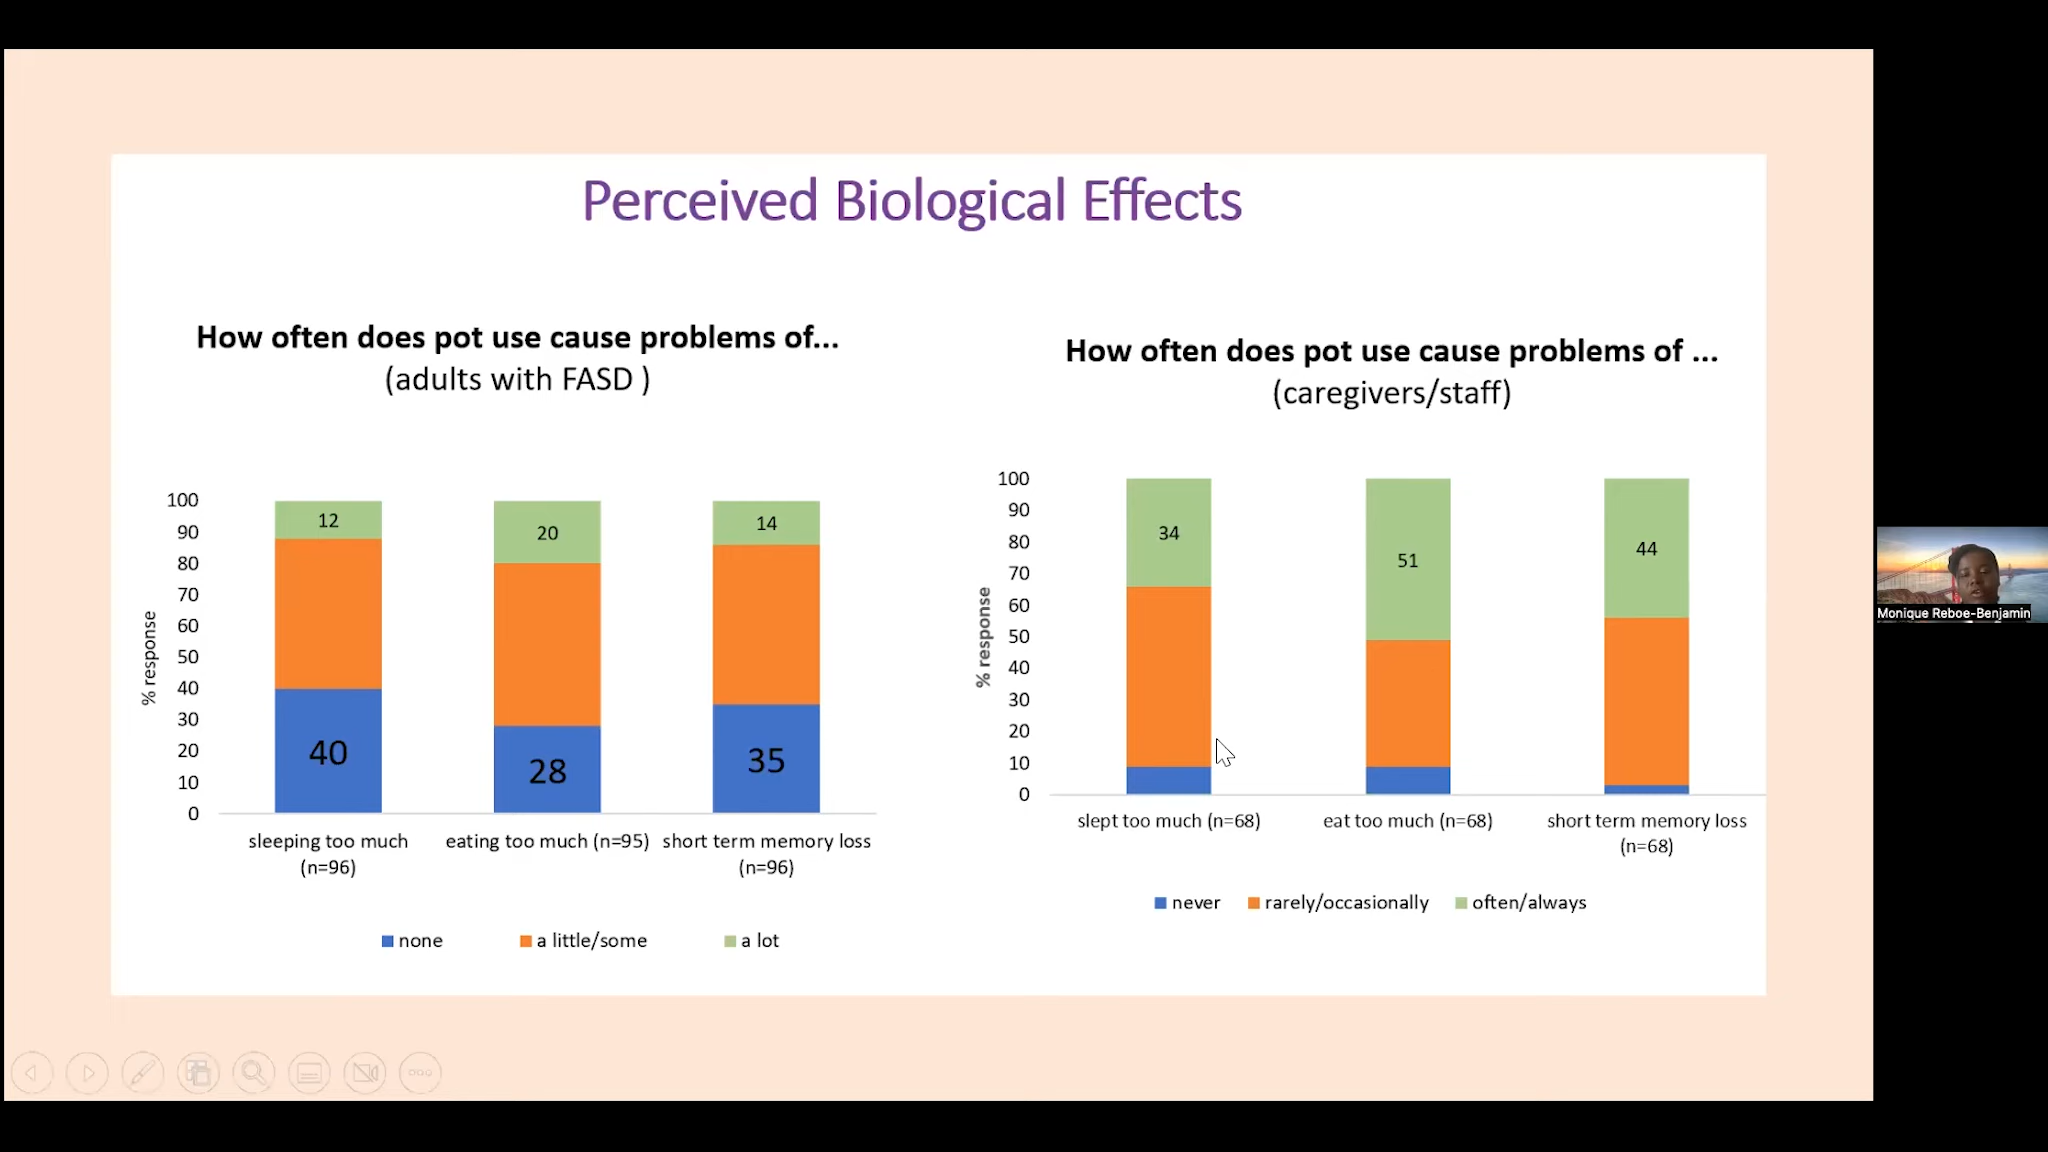 Perceived Biological Effects
How often does pot use cause problems of...
(adults with FASD )
% response
100
90
80
70
60
50
40
30
20
10
0
12
20
14
40
28
35
sleeping too much
(n=96)
eating too much (n=95)
short term memory loss
(n=96)
none
a little/some
a lot
How often does pot use cause problems of ...
(caregivers/staff)
% response
100
90
80
70
60
50
40
30
20
10
0
34
51
44
slept too much (n=68)
eat too much (n=68)
short term memory loss
(n=68)
never
rarely/occasionally
often/always
Monique Reboe-Benjamin